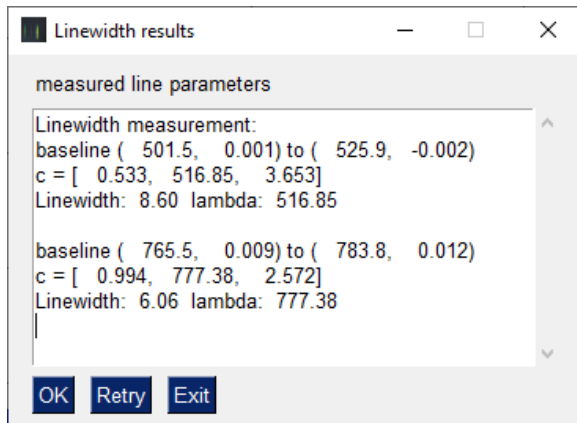 Linewidth results
measured line parameters
Linewidth measurement:
baseline ( 501.5, 0.001) to ( 525.9, -0.002)
c = [ 0.533, 516.85, 3.653]
Linewidth: 8.60 lambda: 516.85

baseline ( 765.5, 0.009) to ( 783.8, 0.012)
c = [ 0.994, 777.38, 2.572]
Linewidth: 6.06 lambda: 777.38
OK Retry Exit